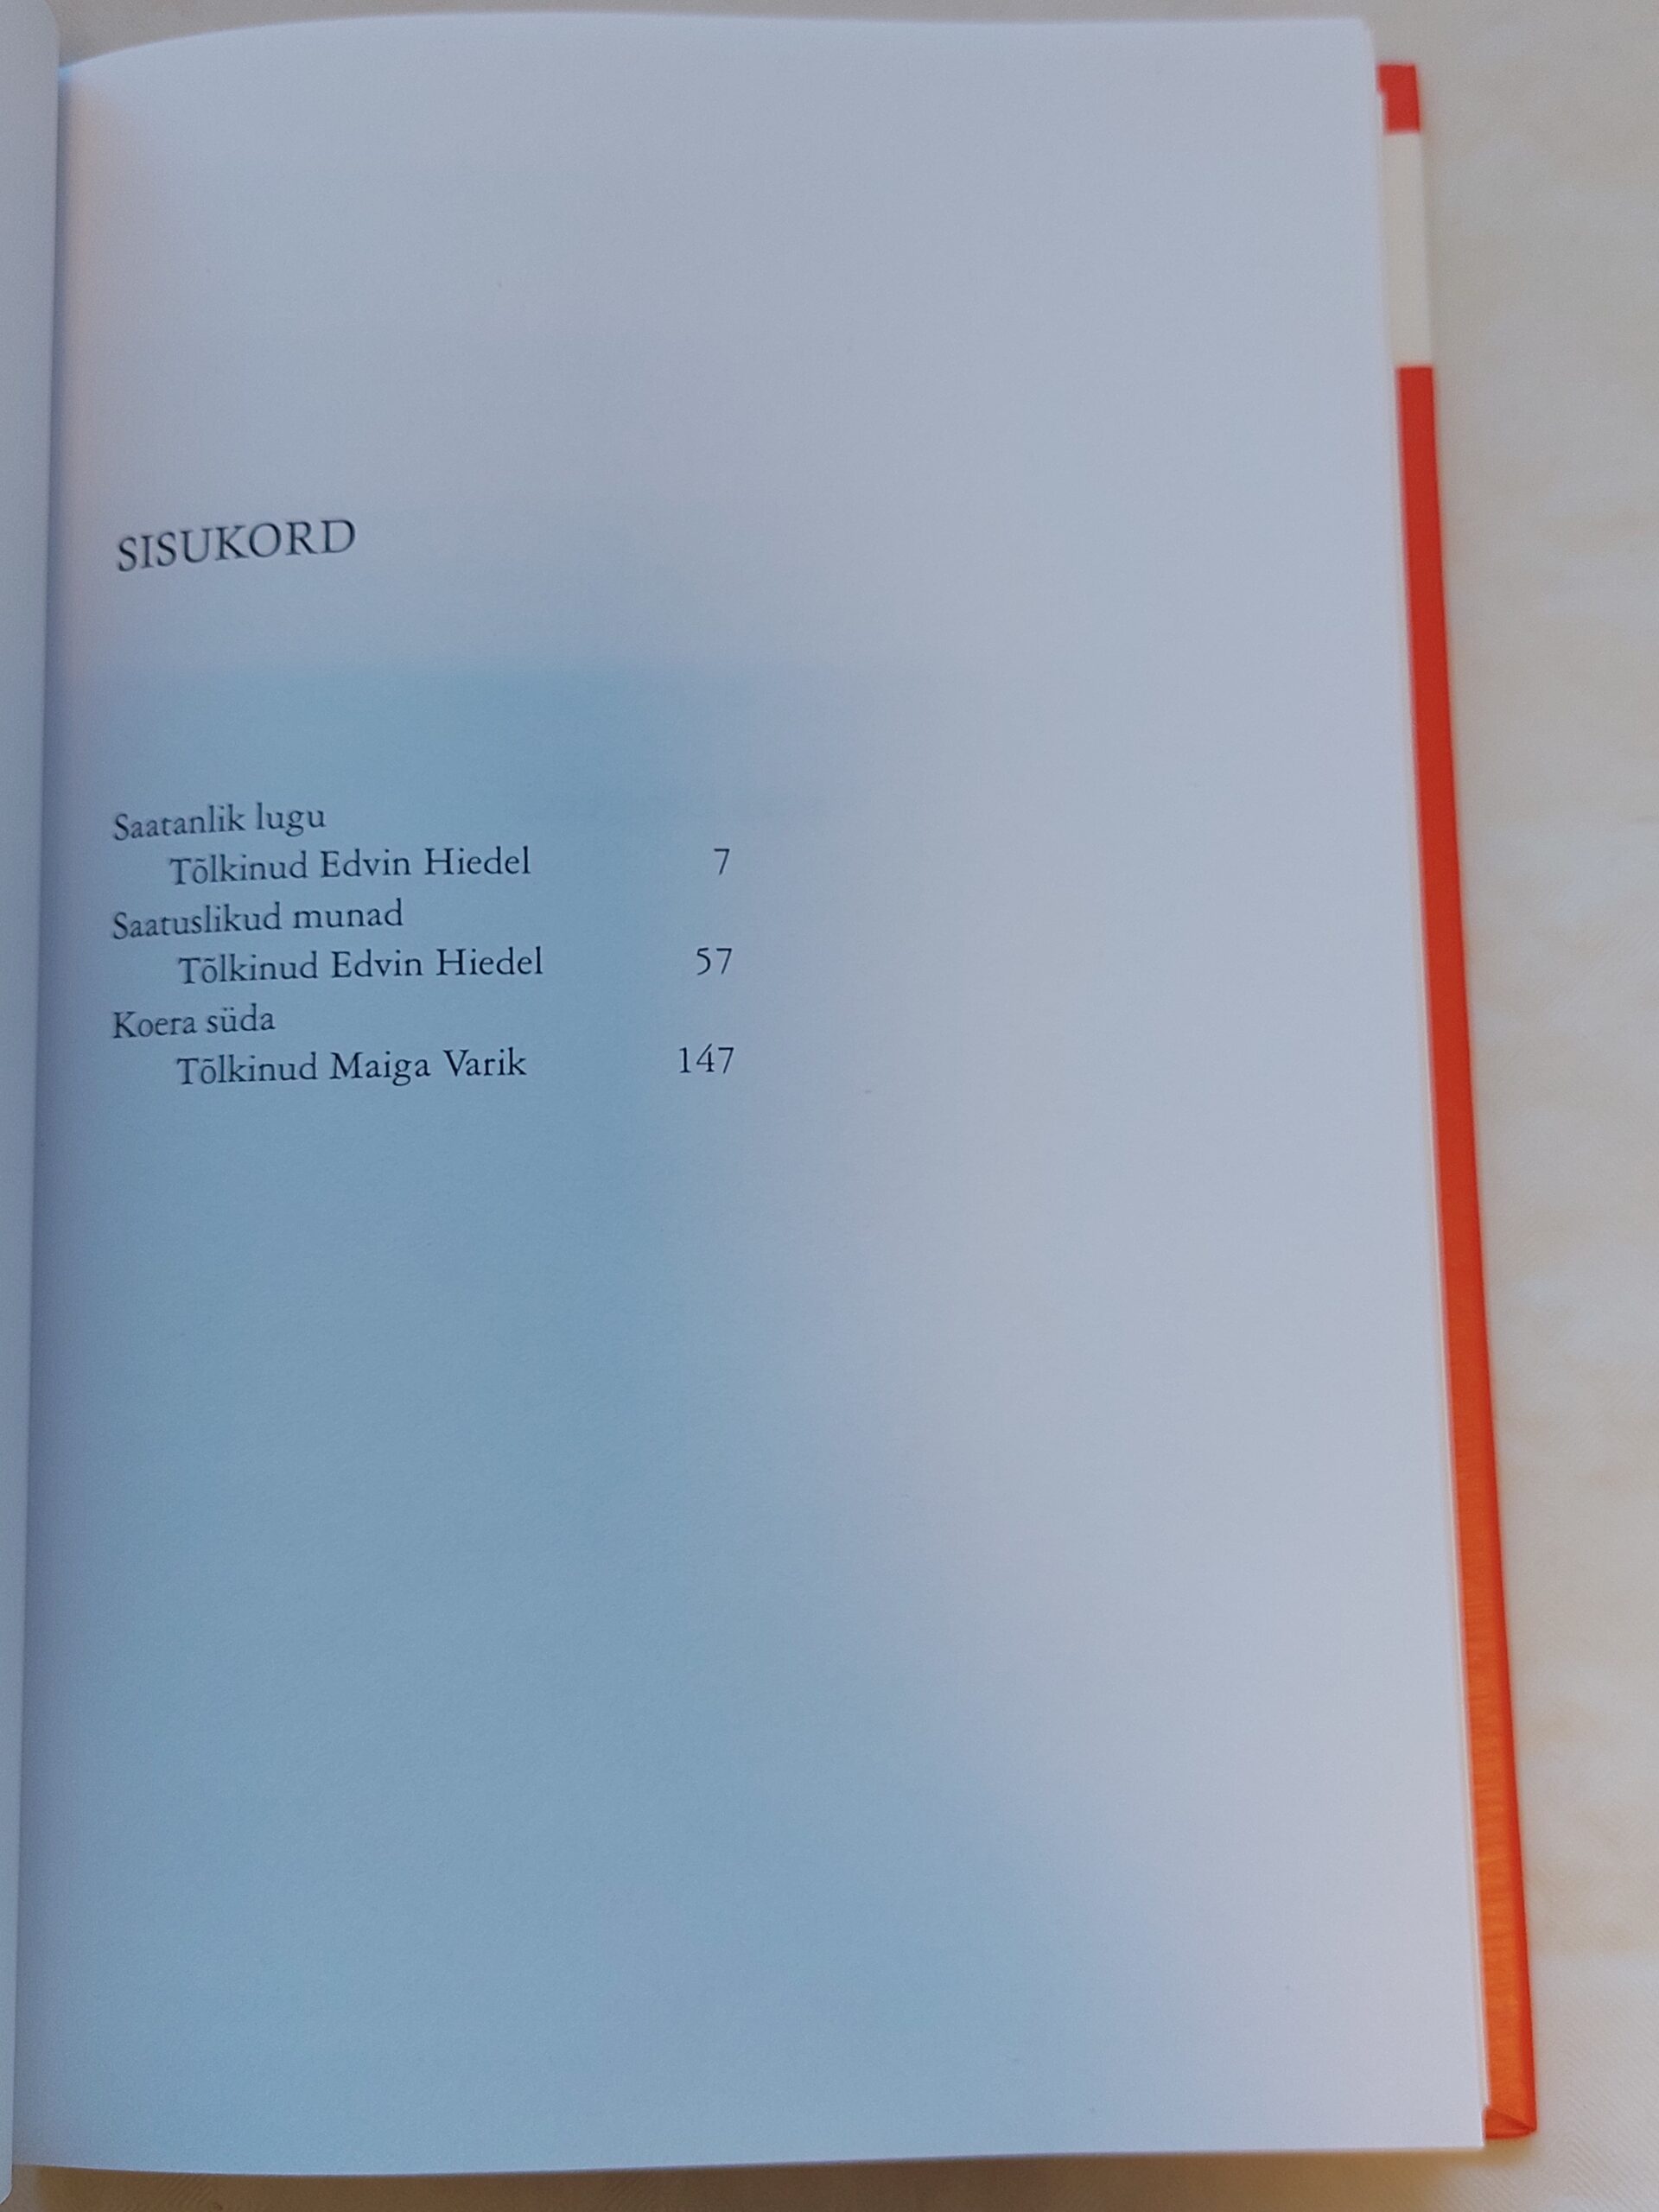 SISUKORD
Saatanlik lugu
Tõlkinud Edvin Hiedel 7
Saatuslikud munad
Tõlkinud Edvin Hiedel 57
Koera süda
Tõlkinud Maiga Varik 147